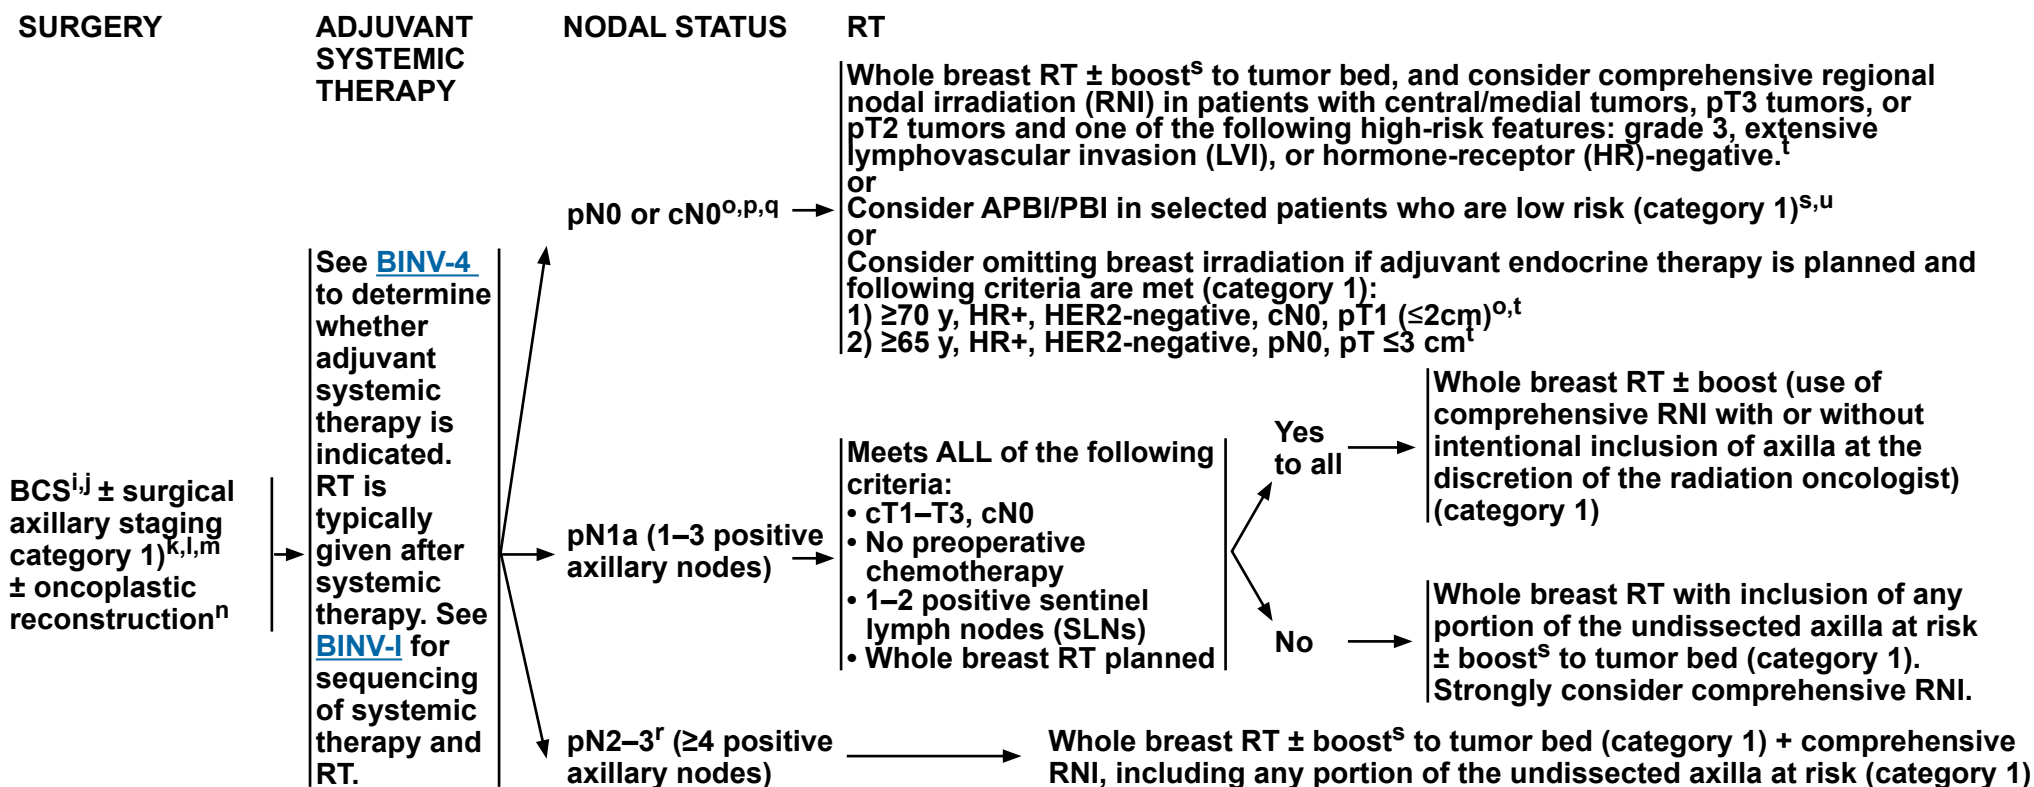 SURGERY
ADJUVANT
SYSTEMIC
THERAPY
NODAL STATUS
RT
BCSi,j ± surgical
axillary staging
category 1)k,l,m
± oncoplastic
reconstructionn
See BINV-4
to determine
whether
adjuvant
systemic
therapy is
indicated.
RT is
typically
given after
systemic
therapy. See
BINV-I for
sequencing
of systemic
therapy and
RT.
pN0 or cN0o,p,q
Whole breast RT ± boosts to tumor bed, and consider comprehensive regional
nodal irradiation (RNI) in patients with central/medial tumors, pT3 tumors, or
pT2 tumors and one of the following high-risk features: grade 3, extensive
lymphovascular invasion (LVI), or hormone-receptor (HR)-negative.t
or
Consider APBI/PBI in selected patients who are low risk (category 1)s,u
or
Consider omitting breast irradiation if adjuvant endocrine therapy is planned and
following criteria are met (category 1):
1) ≥70 y, HR+, HER2-negative, cN0, pT1 (≤2cm)o,t
2) ≥65 y, HR+, HER2-negative, pN0, pT ≤3 cmt
pN1a (1–3 positive
axillary nodes)
Meets ALL of the following
criteria:
• cT1–T3, cN0
• No preoperative
chemotherapy
• 1–2 positive sentinel
lymph nodes (SLNs)
• Whole breast RT planned
Yes
to all
Whole breast RT ± boost (use of
comprehensive RNI with or without
intentional inclusion of axilla at the
discretion of the radiation oncologist)
(category 1)
No
Whole breast RT with inclusion of any
portion of the undissected axilla at risk
± boosts to tumor bed (category 1).
Strongly consider comprehensive RNI.
pN2–3r (≥4 positive
axillary nodes)
Whole breast RT ± boosts to tumor bed (category 1) + comprehensive
RNI, including any portion of the undissected axilla at risk (category 1)